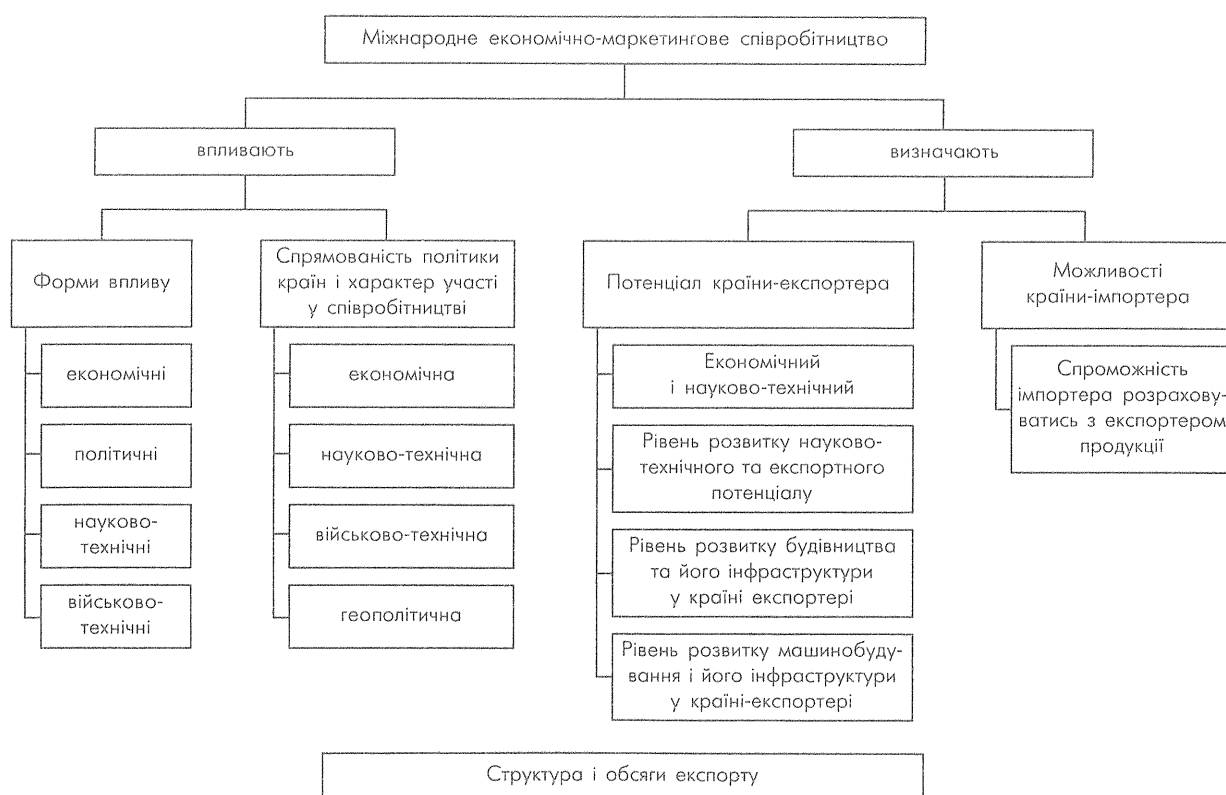 Міжнародне економічно-маркетингове співробітництво
впливають
визначають
Форми впливу
Спрямованість політики
країн і характер участі
у співробітництві
Потенціал країни-експортера
Можливості
країни-імпортера
економічні
політичні
науково-
технічні
військово-
технічні
економічна
науково-технічна
військово-технічна
геополітична
Економічний
і науково-технічний
Рівень розвитку науково-
технічного та експортного
потенціалу
Рівень розвитку будівництва
та його інфраструктури
у країні експортері
Рівень розвитку машинобуду-
вання і його інфраструктури
у країні-експортері
Спроможність
імпортера розрахову-
ватись з експортером
продукції
Структура і обсяги експорту